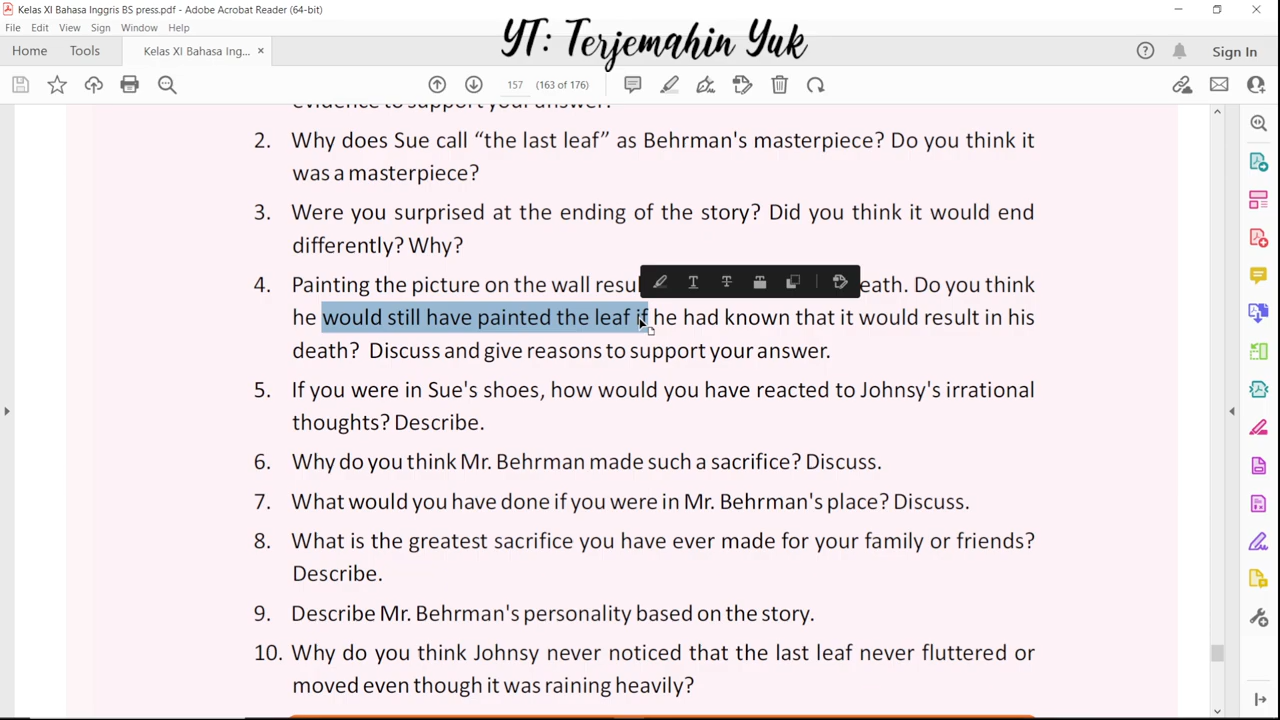 Kelas XI Bahasa Inggris BS press.pdf - Adobe Acrobat Reader (64-bit)
File Edit View Sign Window Help
YT: Terjemahin Yuk
Home Tools Kelas XI Bahasa Ing... × Sign In
157 (163 of 176)
evidence to support your answer?
2. Why does Sue call “the last leaf” as Behrman's masterpiece? Do you think it
was a masterpiece?
3. Were you surprised at the ending of the story? Did you think it would end
differently? Why?
4. Painting the picture on the wall resul eath. Do you think
he would still have painted the leaf if he had known that it would result in his
death? Discuss and give reasons to support your answer.
5. If you were in Sue's shoes, how would you have reacted to Johnsy's irrational
thoughts? Describe.
6. Why do you think Mr. Behrman made such a sacrifice? Discuss.
7. What would you have done if you were in Mr. Behrman's place? Discuss.
8. What is the greatest sacrifice you have ever made for your family or friends?
Describe.
9. Describe Mr. Behrman's personality based on the story.
10. Why do you think Johnsy never noticed that the last leaf never fluttered or
moved even though it was raining heavily?